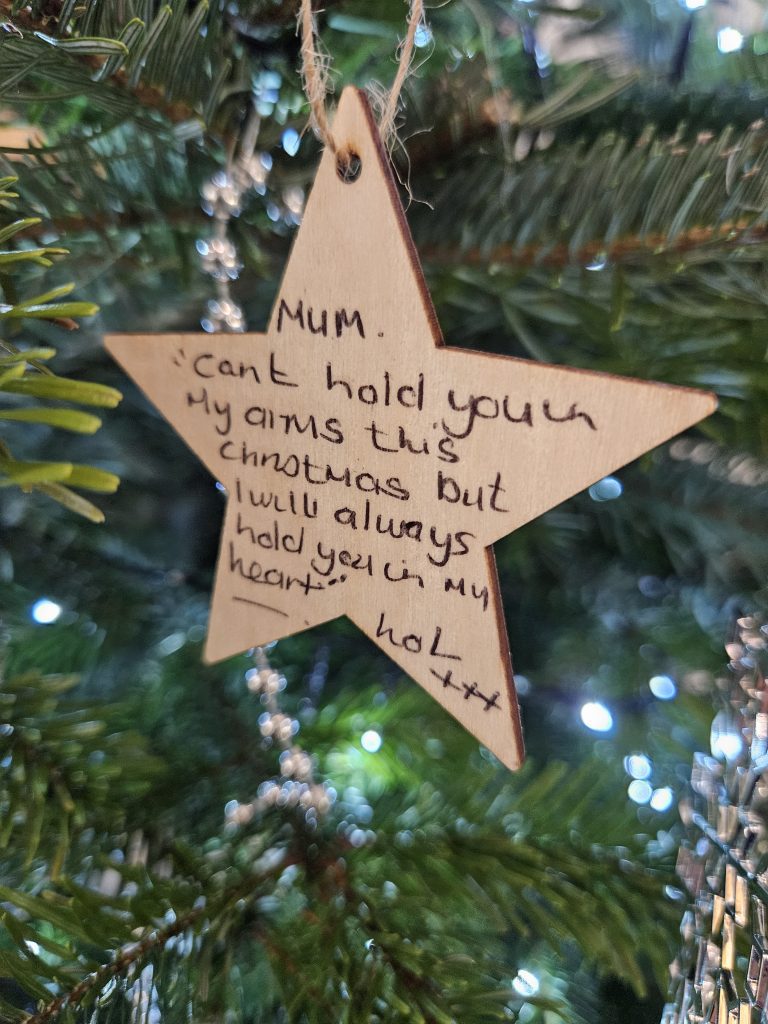 MUM.
"Cant hold you in
My arms this
christmas but
I will always
hold you in My
heart"
hol
xxx